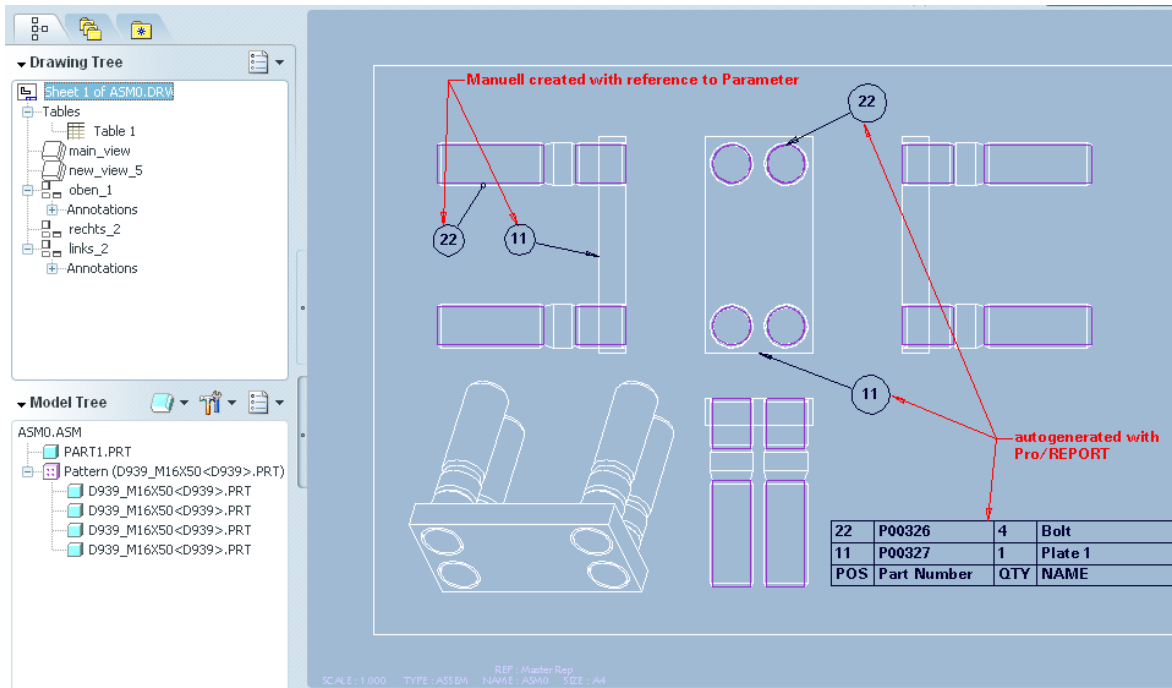 Drawing Tree
Sheet 1 of ASM0.DRW
Tables
Table 1
main_view
new_view_5
oben_1
Annotations
rechts_2
links_2
Annotations
Model Tree
ASM0.ASM
PART1.PRT
Pattern (D939_M16X50<D939>.PRT)
D939_M16X50<D939>.PRT
D939_M16X50<D939>.PRT
D939_M16X50<D939>.PRT
D939_M16X50<D939>.PRT
Manuell created with reference to Parameter
22
22
11
11
autogenerated with
Pro/REPORT
22 P00326 4 Bolt
11 P00327 1 Plate 1
POS Part Number QTY NAME
REP : Master Rep
SCALE : 1.000 TYPE : ASSEM NAME : ASM0 SIZE : A4